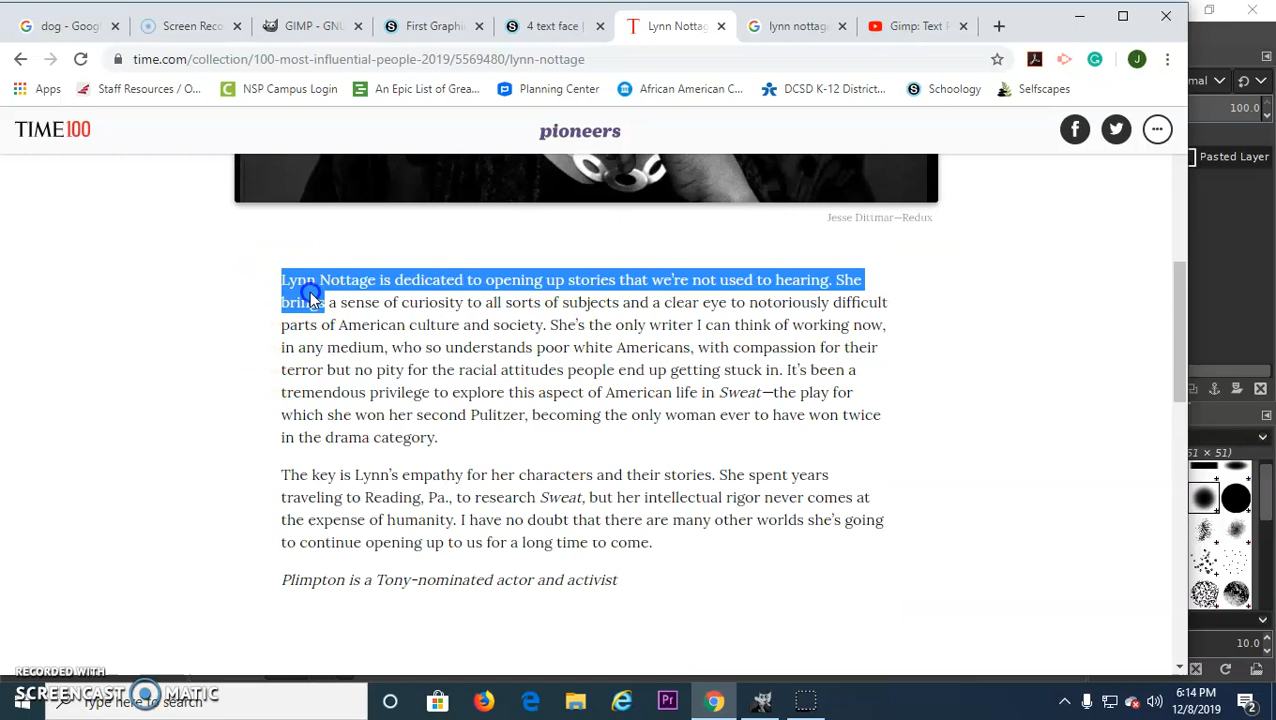 dog - Goog
Screen Reco
GIMP - GNU
First Graphi
4 text face |
Lynn Nottag
lynn nottage
Gimp: Text P
time.com/collection/100-most-influential-people-2019/5569480/lynn-nottage
Apps
Staff Resources / O...
NSP Campus Login
An Epic List of Grea...
Planning Center
African American C...
DCSD K-12 District...
Schoology
Selfscapes
TIME100
pioneers
100.0
Pasted Layer
Jesse Dittmar—Redux
Lynn Nottage is dedicated to opening up stories that we're not used to hearing. She
brings a sense of curiosity to all sorts of subjects and a clear eye to notoriously difficult
parts of American culture and society. She's the only writer I can think of working now,
in any medium, who so understands poor white Americans, with compassion for their
terror but no pity for the racial attitudes people end up getting stuck in. It's been a
tremendous privilege to explore this aspect of American life in Sweat—the play for
which she won her second Pulitzer, becoming the only woman ever to have won twice
in the drama category.
The key is Lynn's empathy for her characters and their stories. She spent years
traveling to Reading, Pa., to research Sweat, but her intellectual rigor never comes at
the expense of humanity. I have no doubt that there are many other worlds she's going
to continue opening up to us for a long time to come.
Plimpton is a Tony-nominated actor and activist
51 × 51)
10.0
RECORDED WITH
SCREENCAST MATIC
Type here to search
6:14 PM
12/8/2019